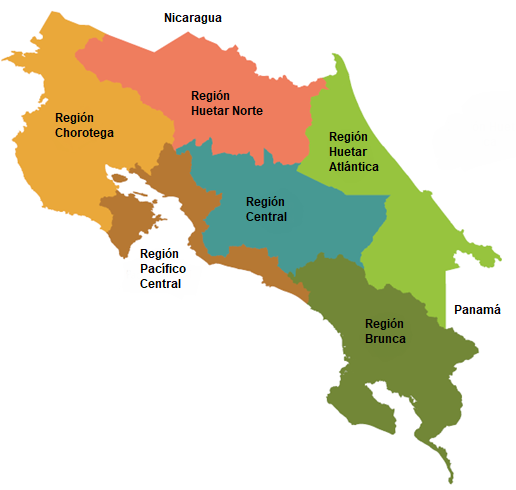 Nicaragua
Región
Huetar Norte
Región
Chorotega
Región
Huetar
Atlántica
Región
Central
Región
Pacífico
Central
Panamá
Región
Brunca